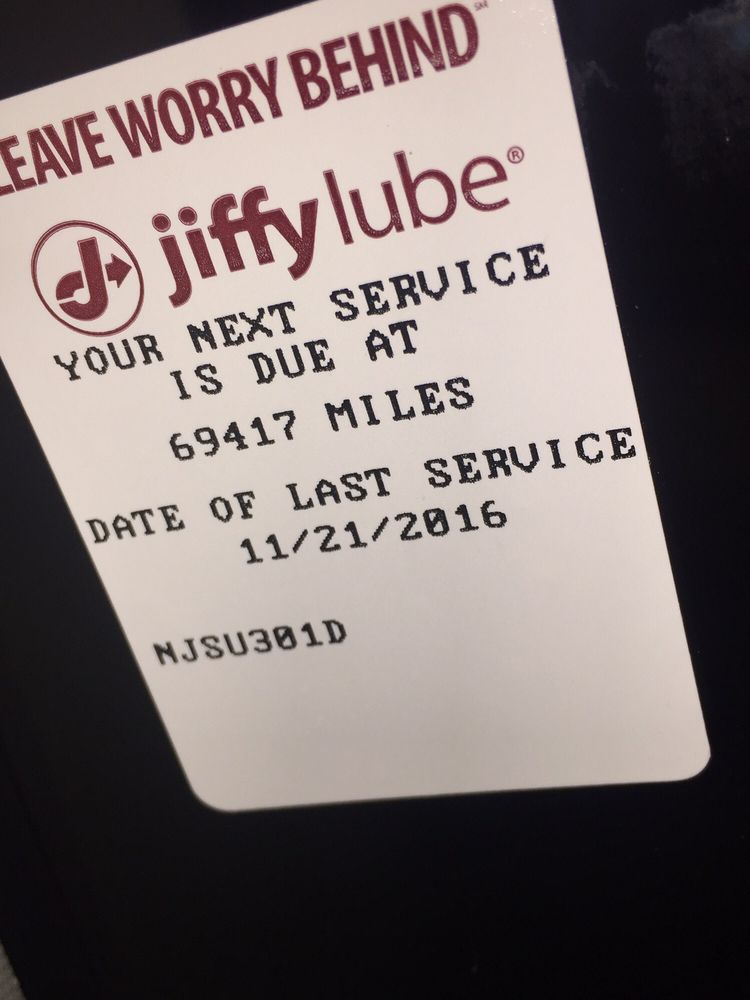 LEAVE WORRY BEHIND℠
jiffy lube®
YOUR NEXT SERVICE
IS DUE AT
69417 MILES
DATE OF LAST SERVICE
11/21/2016
NJSU301D